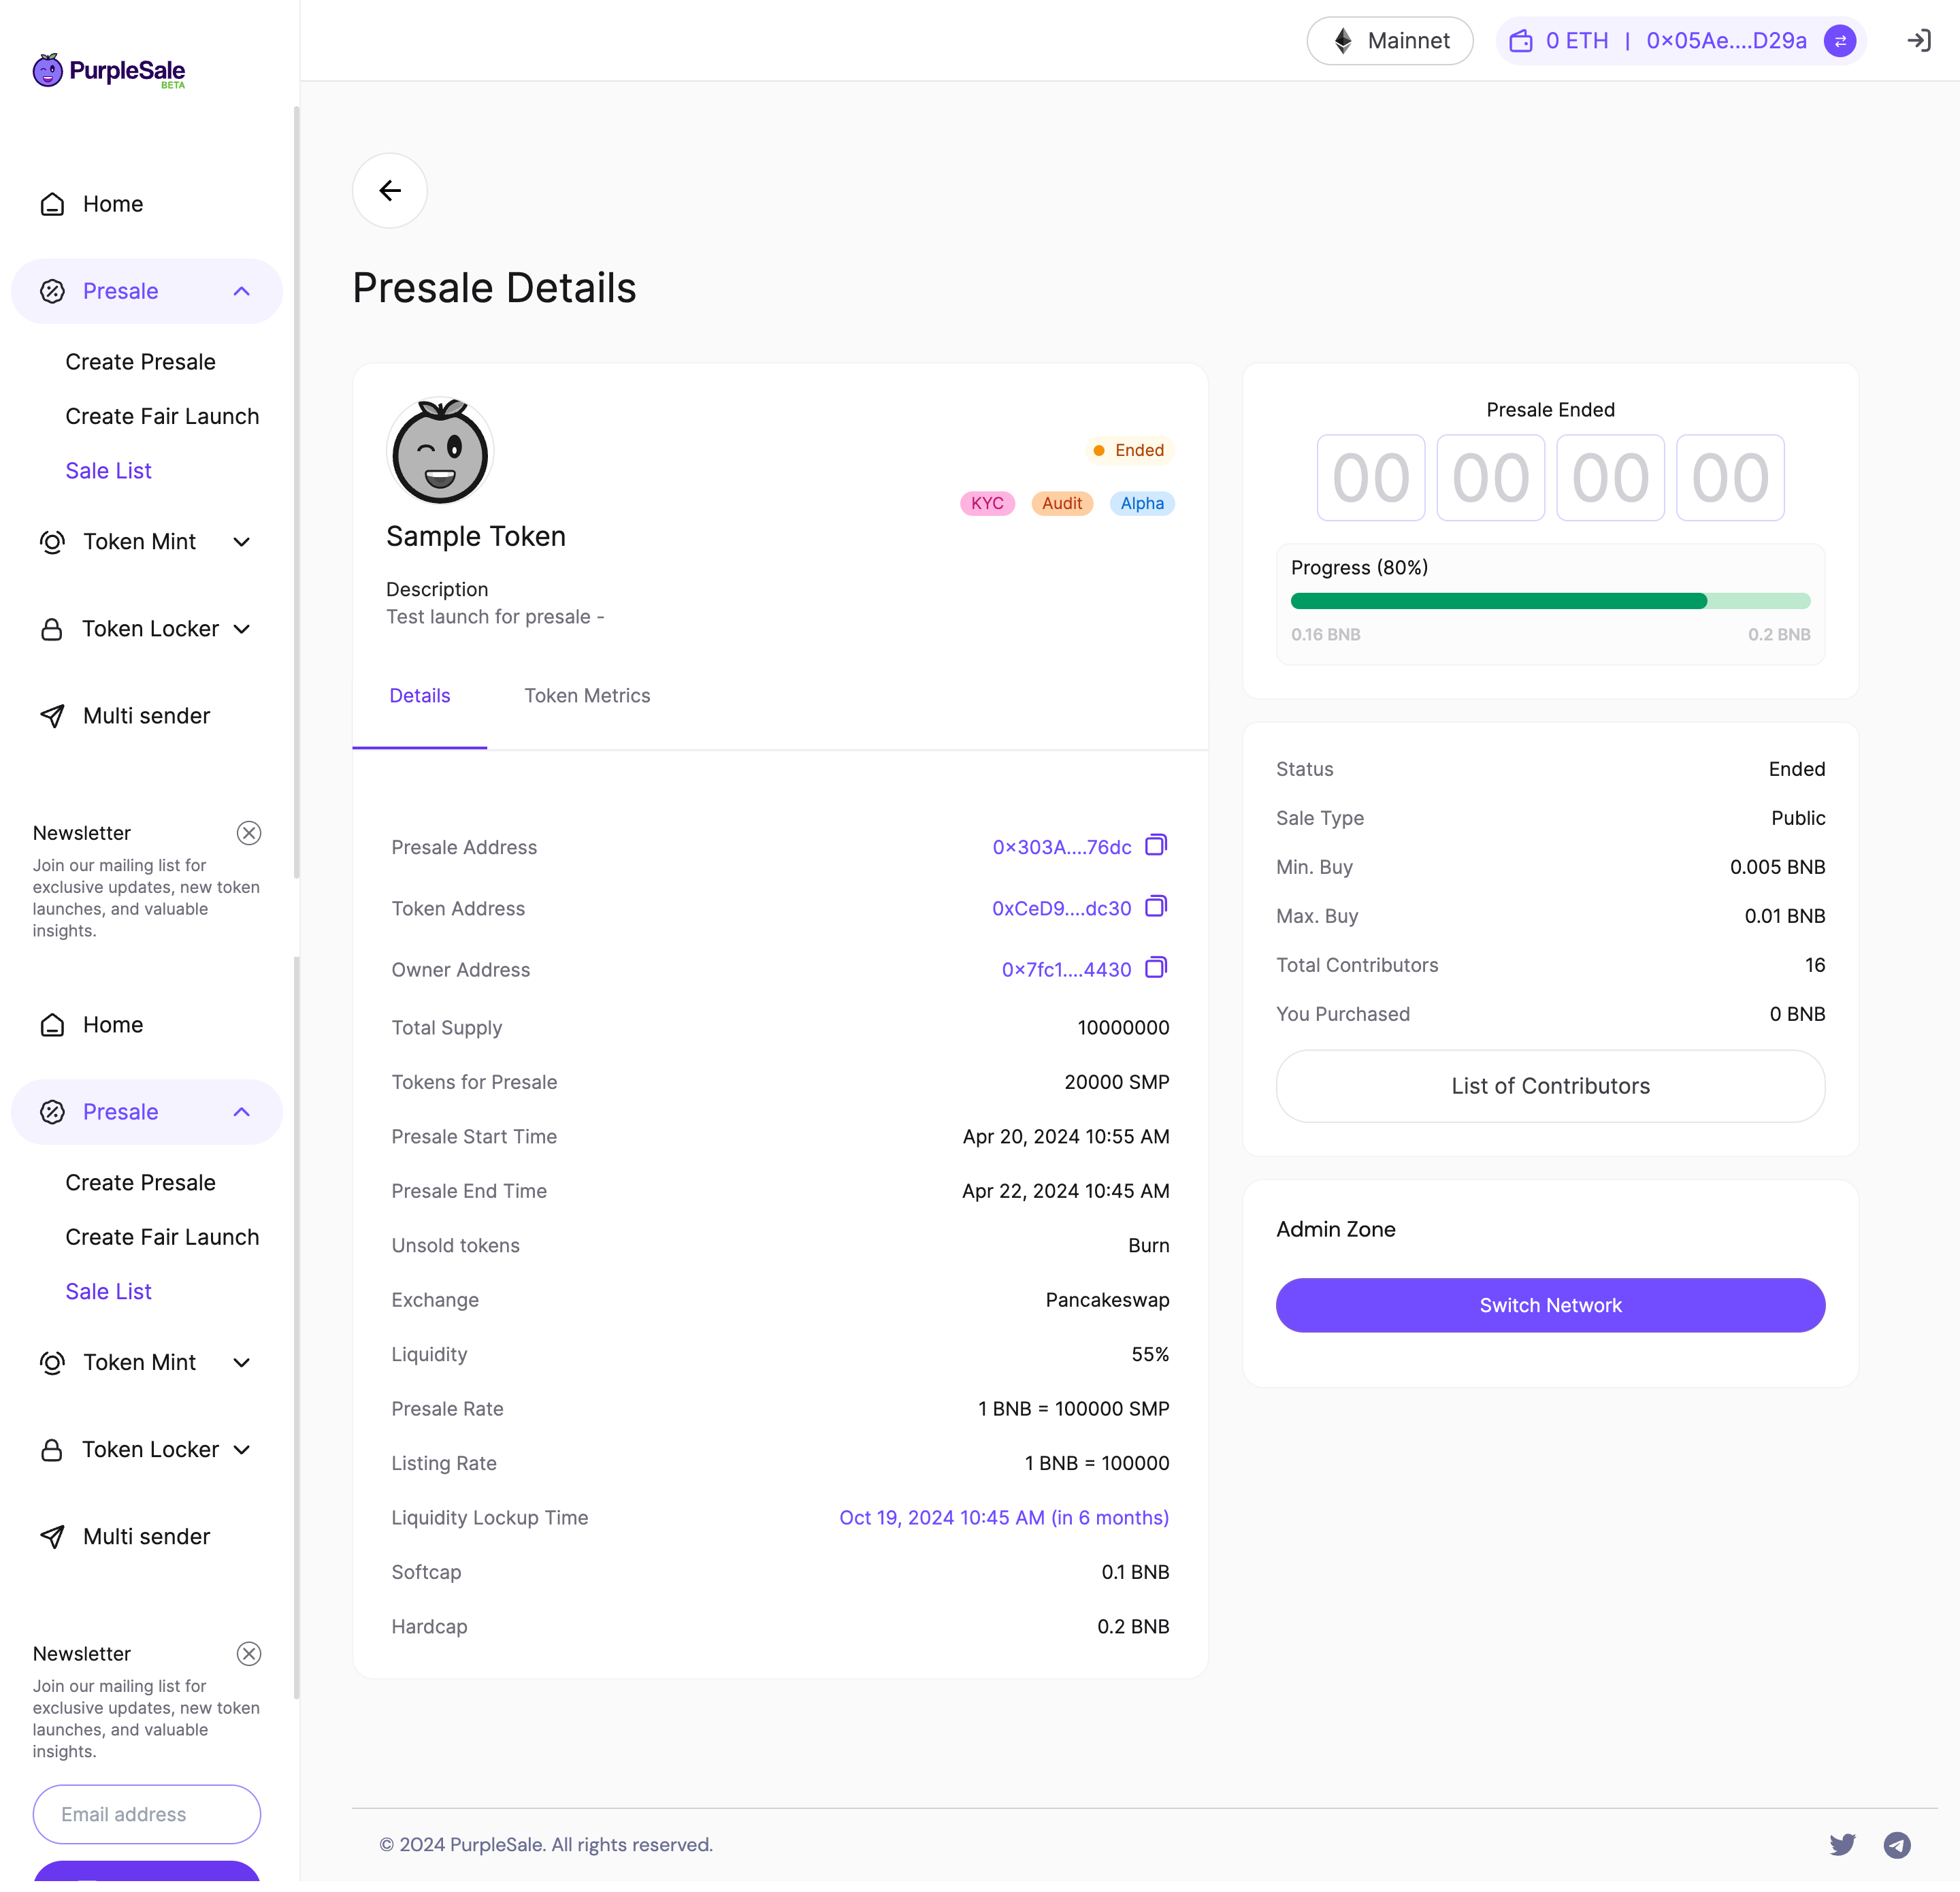 PurpleSale
BETA
Mainnet
0 ETH | 0x05Ae....D29a
Home
Presale
Create Presale
Create Fair Launch
Sale List
Token Mint
Token Locker
Multi sender
Newsletter
Join our mailing list for
exclusive updates, new token
launches, and valuable
insights.
Home
Presale
Create Presale
Create Fair Launch
Sale List
Token Mint
Token Locker
Multi sender
Newsletter
Join our mailing list for
exclusive updates, new token
launches, and valuable
insights.
Email address
Presale Details
Ended
KYC Audit Alpha
Sample Token
Description
Test launch for presale -
Details Token Metrics
Presale Address 0x303A....76dc
Token Address 0xCeD9....dc30
Owner Address 0x7fc1....4430
Total Supply 10000000
Tokens for Presale 20000 SMP
Presale Start Time Apr 20, 2024 10:55 AM
Presale End Time Apr 22, 2024 10:45 AM
Unsold tokens Burn
Exchange Pancakeswap
Liquidity 55%
Presale Rate 1 BNB = 100000 SMP
Listing Rate 1 BNB = 100000
Liquidity Lockup Time Oct 19, 2024 10:45 AM (in 6 months)
Softcap 0.1 BNB
Hardcap 0.2 BNB
Presale Ended
00 00 00 00
Progress (80%)
0.16 BNB 0.2 BNB
Status Ended
Sale Type Public
Min. Buy 0.005 BNB
Max. Buy 0.01 BNB
Total Contributors 16
You Purchased 0 BNB
List of Contributors
Admin Zone
Switch Network
© 2024 PurpleSale. All rights reserved.